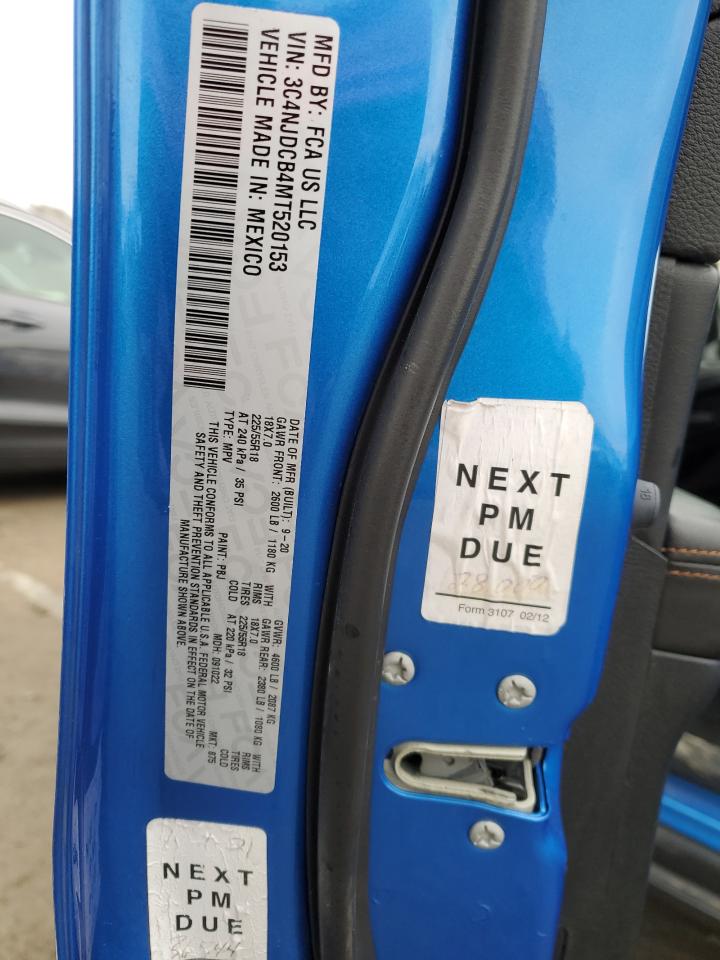 MFD BY: FCA US LLC
VIN: 3C4NJDCB4MT520153
VEHICLE MADE IN: MEXICO
DATE OF MFR (BUILT): 9-20 GVWR: 4600 LB / 2087 KG
GAWR FRONT: 2600 LB / 1180 KG WITH GAWR REAR: 2380 LB / 1080 KG WITH
18X7.0 RIMS 18X7.0 RIMS
225/55R18 TIRES 225/55R18 TIRES
AT 240 kPa / 35 PSI COLD AT 220 kPa / 32 PSI COLD
TYPE: MPV PAINT: PBJ MDH: 091022 MKT: 875
THIS VEHICLE CONFORMS TO ALL APPLICABLE U.S.A. FEDERAL MOTOR VEHICLE
SAFETY AND THEFT PREVENTION STANDARDS IN EFFECT ON THE DATE OF
MANUFACTURE SHOWN ABOVE.
NEXT
PM
DUE
Form 3107 02/12
NEXT
PM
DUE